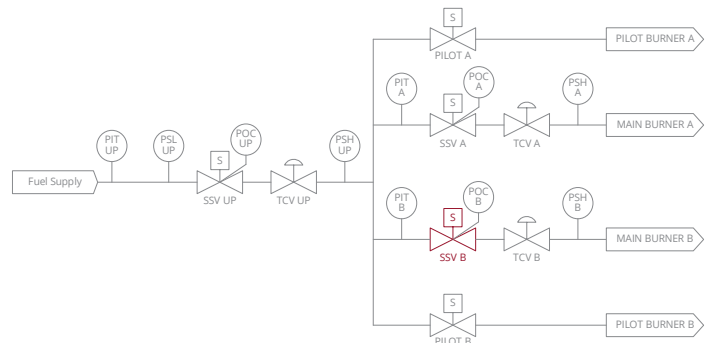 S
PILOT A
PILOT BURNER A
PIT
A
S
POC
A
SSV A
TCV A
PSH
A
MAIN BURNER A
Fuel Supply
PIT
UP
PSL
UP
S
POC
UP
SSV UP
TCV UP
PSH
UP
PIT
B
S
POC
B
SSV B
TCV B
PSH
B
MAIN BURNER B
S
PILOT B
PILOT BURNER B